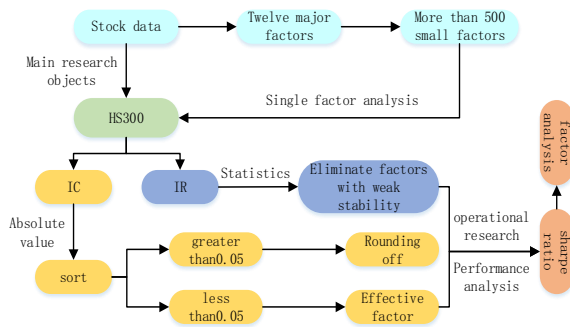 Stock data
Twelve major
factors
More than 500
small factors
Main research
objects
Single factor analysis
HS300
IC
IR
Statistics
Eliminate factors
with weak
stability
Absolute
value
sort
greater
than0.05
Rounding
off
less
than0.05
Effective
factor
operational
research
Performance
analysis
sharpe
ratio
factor
analysis